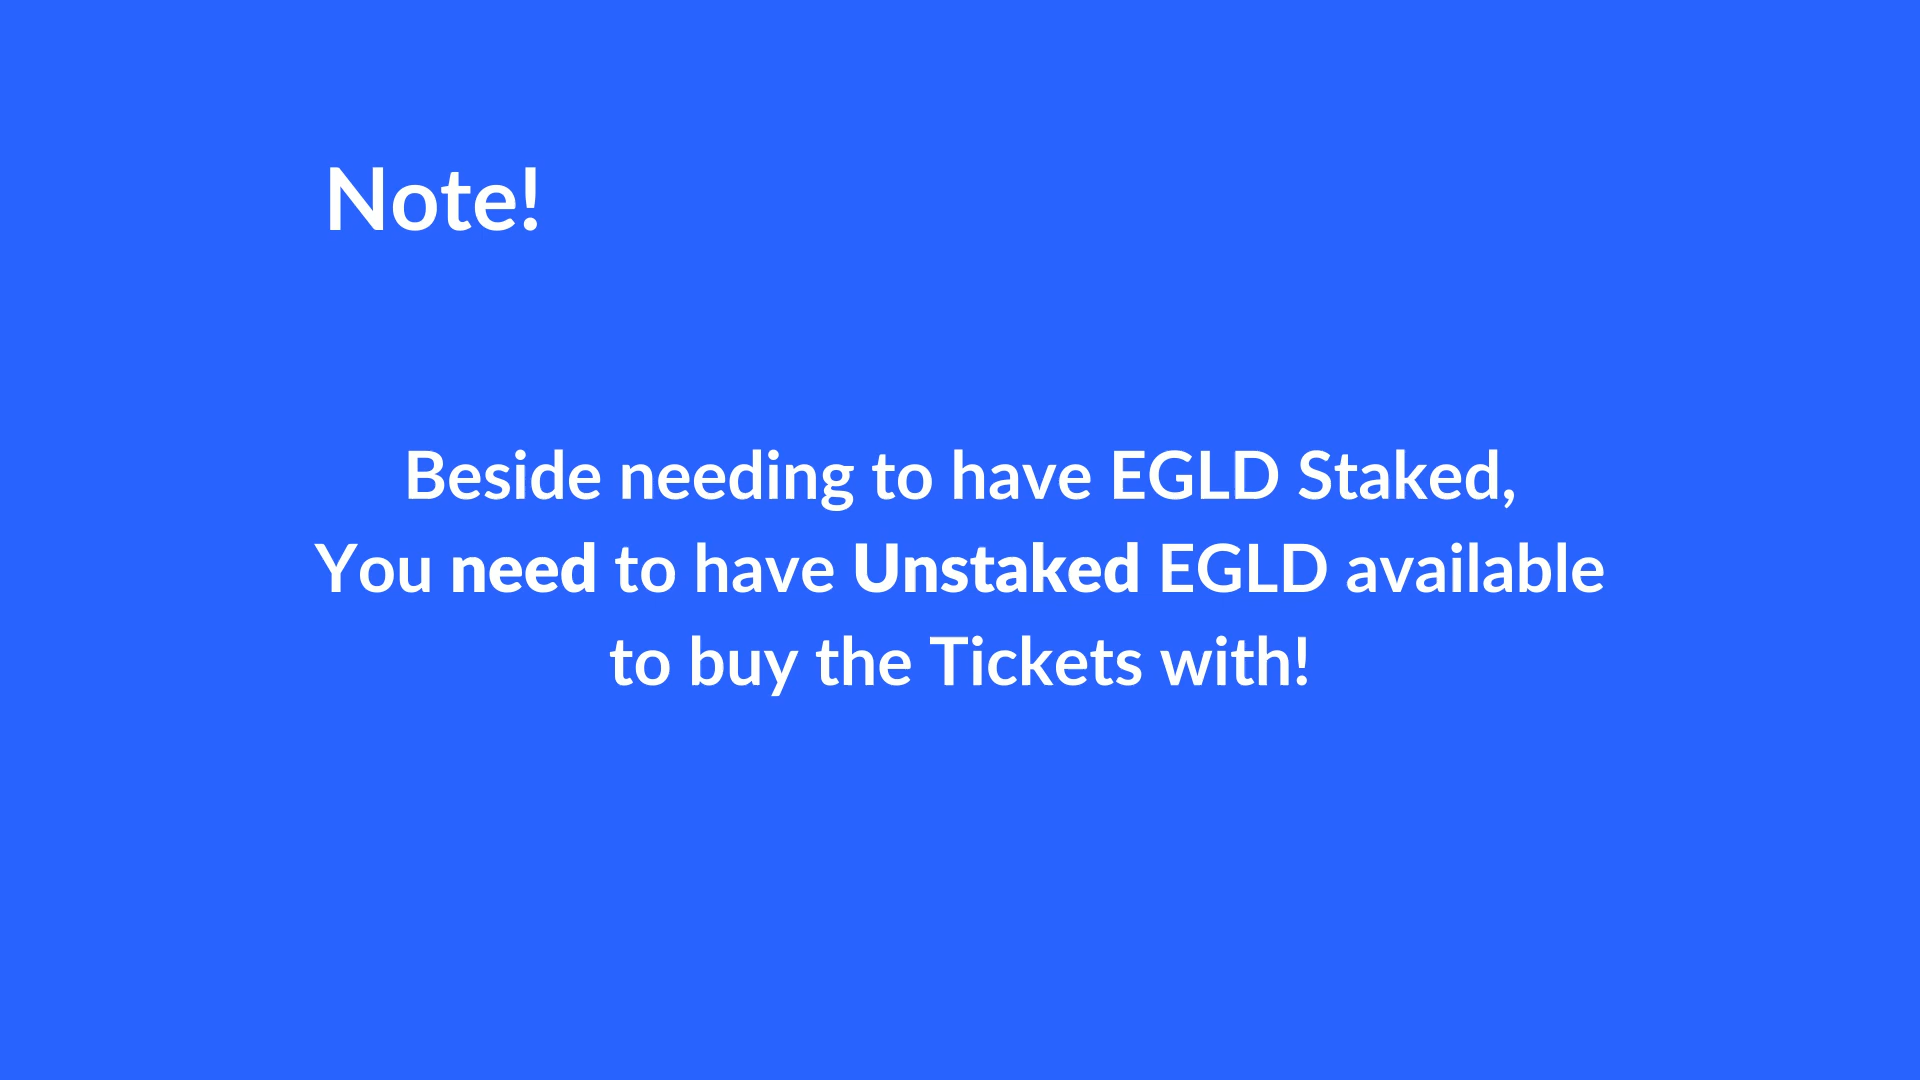 Note!
Beside needing to have EGLD Staked,
You need to have Unstaked EGLD available
to buy the Tickets with!